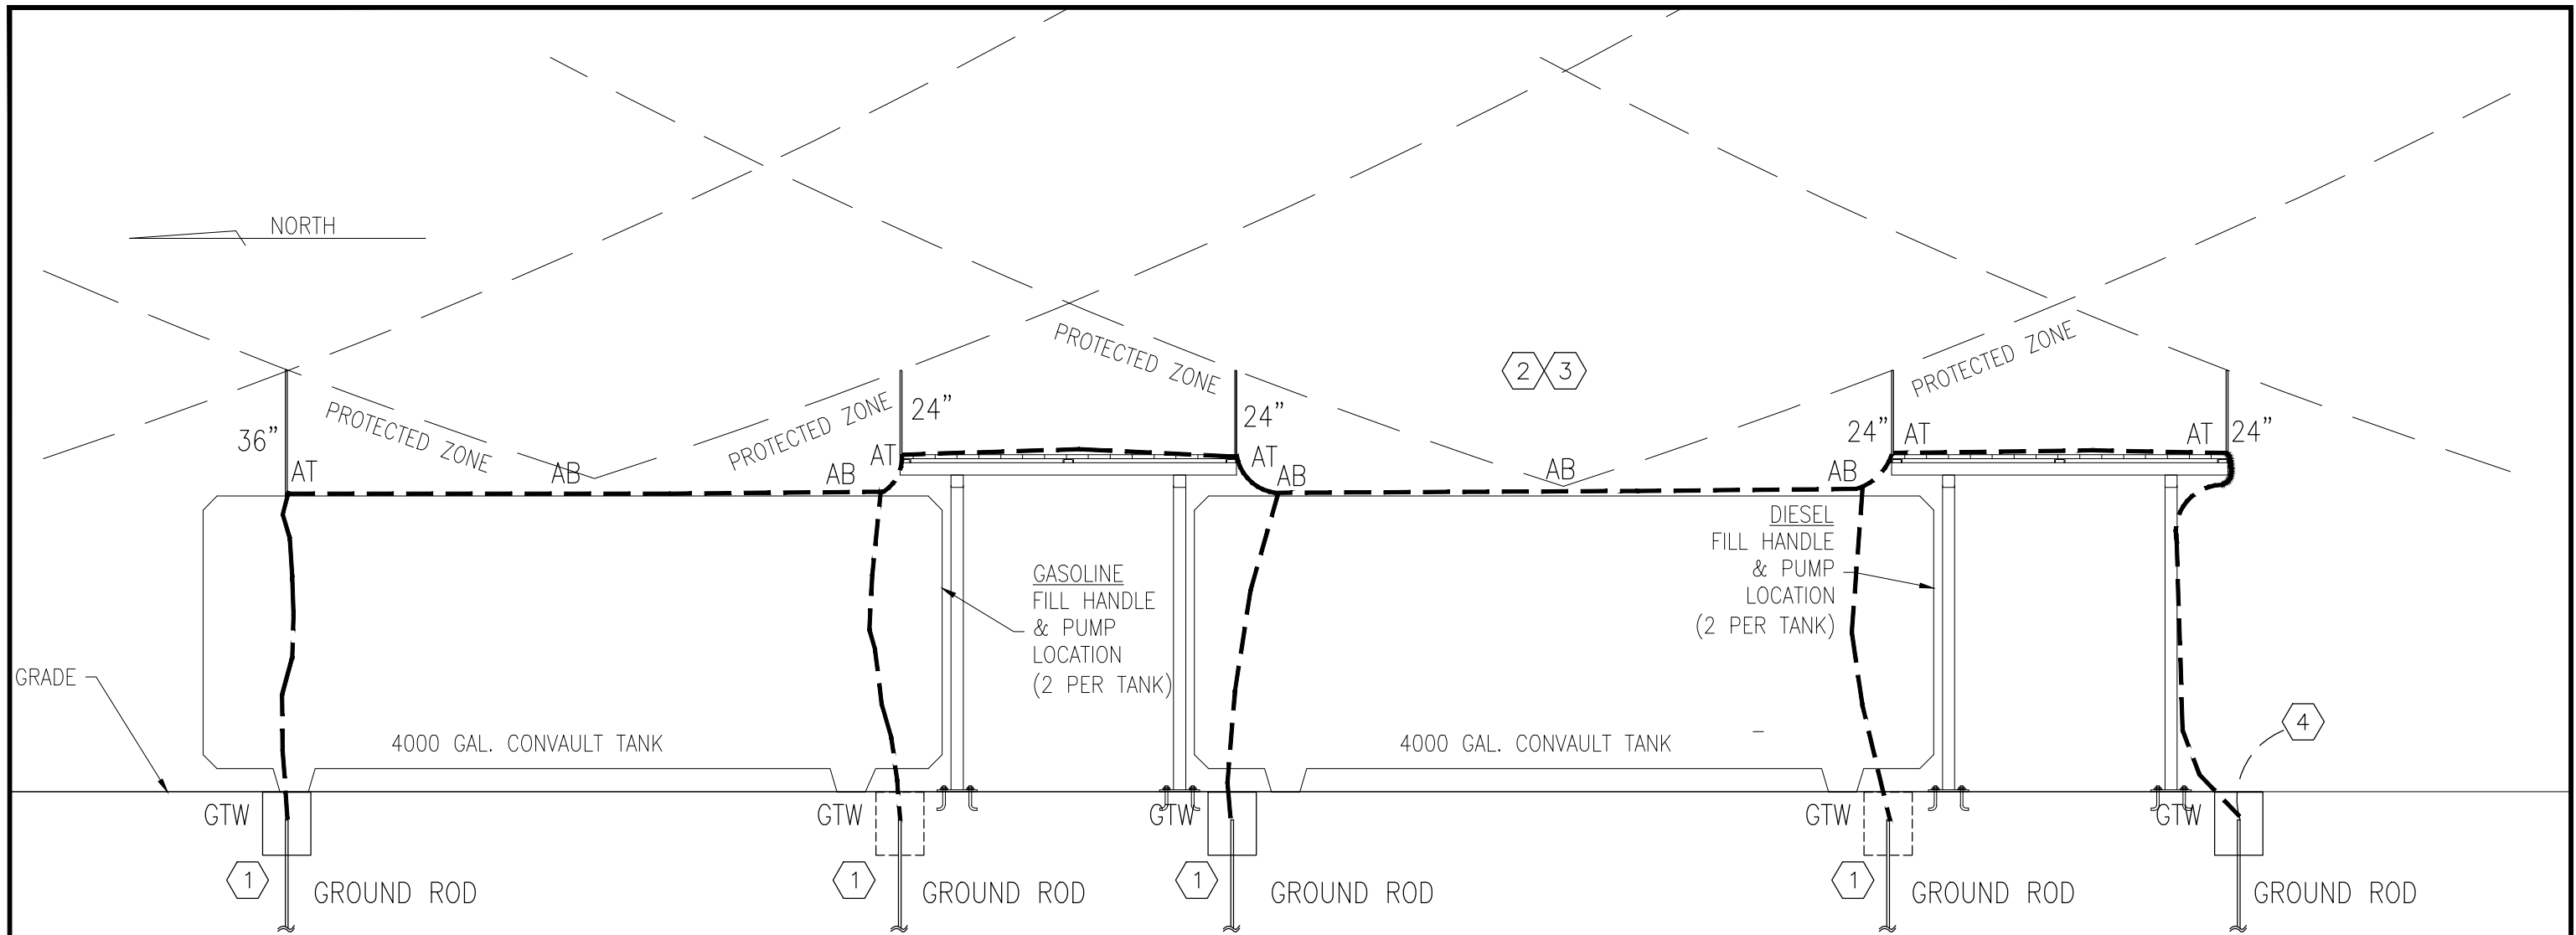 NORTH
PROTECTED ZONE
PROTECTED ZONE
PROTECTED ZONE
PROTECTED ZONE
2
3
36”
24”
24”
24”
24”
AT
AB
AB
AT
AT
AB
AB
AB
AT
AT
GASOLINE
FILL HANDLE
& PUMP
LOCATION
(2 PER TANK)
DIESEL
FILL HANDLE
& PUMP
LOCATION
(2 PER TANK)
GRADE
4000 GAL. CONVAULT TANK
4000 GAL. CONVAULT TANK
4
GTW
GTW
GTW
GTW
GTW
1
GROUND ROD
1
GROUND ROD
1
GROUND ROD
1
GROUND ROD
GROUND ROD